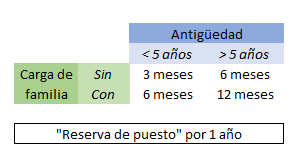 Antigüedad
< 5 años > 5 años
Carga de Sin 3 meses 6 meses
familia Con 6 meses 12 meses
"Reserva de puesto" por 1 año